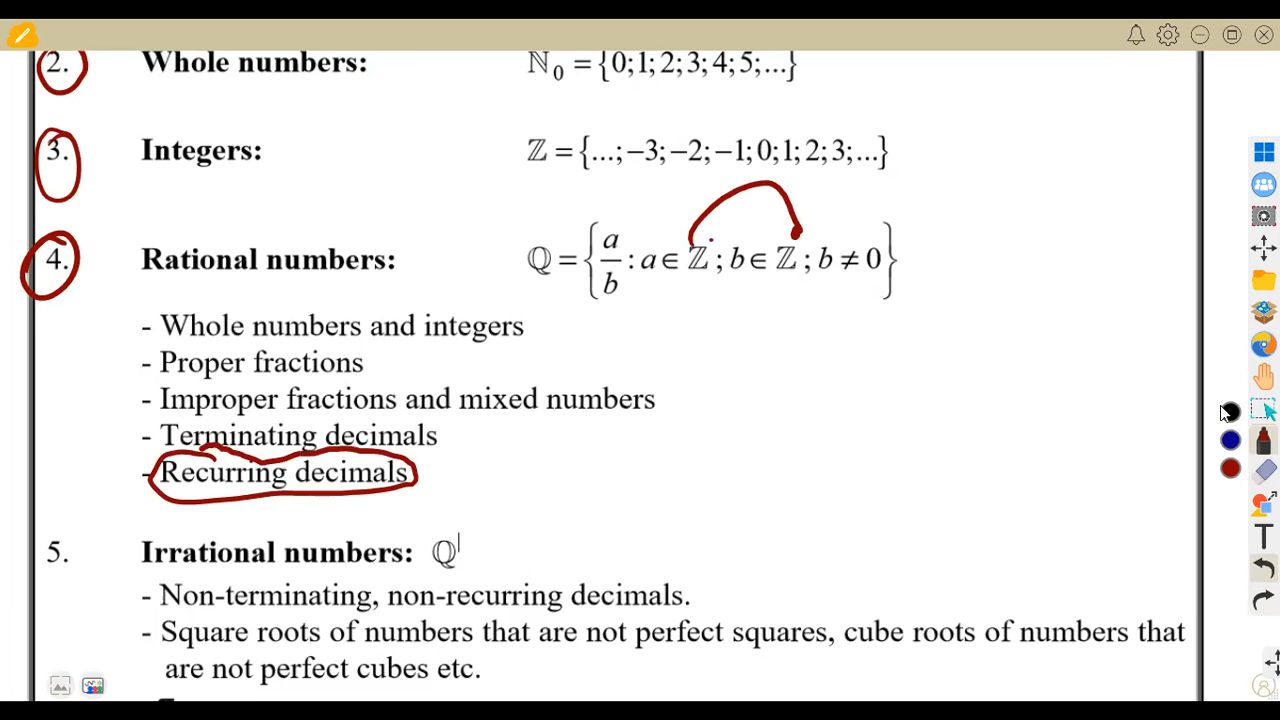 2. Whole numbers: ℕ₀ = {0; 1; 2; 3; 4; 5; ...}
3. Integers: ℤ = {...; −3; −2; −1; 0; 1; 2; 3; ...}
4. Rational numbers: ℚ = {a/b : a ∈ ℤ ; b ∈ ℤ ; b ≠ 0}
- Whole numbers and integers
- Proper fractions
- Improper fractions and mixed numbers
- Terminating decimals
- Recurring decimals
5. Irrational numbers: ℚ|
- Non-terminating, non-recurring decimals.
- Square roots of numbers that are not perfect squares, cube roots of numbers that
are not perfect cubes etc.
T